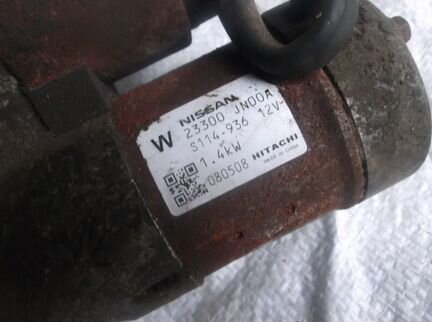 NISSAN
W 23300 JN00A
S114-936 12V-
1.4kW
080508 HITACHI
MADE IN CHINA